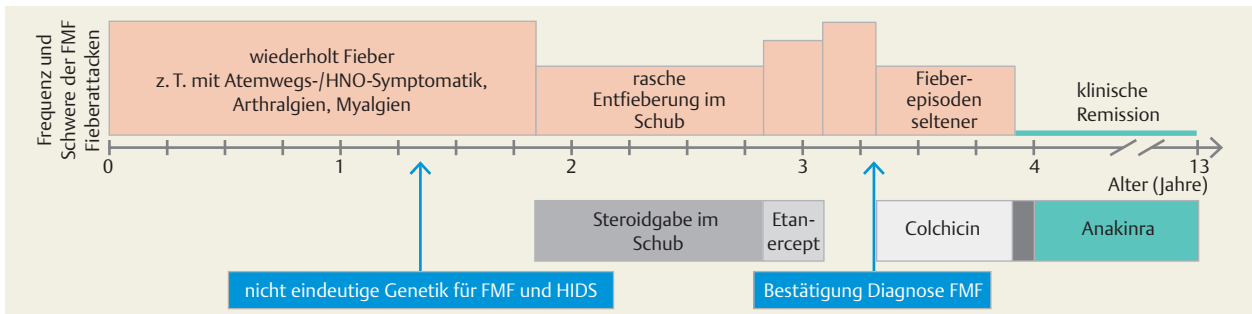 Frequenz und
Schwere der FMF
Fieberattacken
wiederholt Fieber
z. T. mit Atemwegs-/HNO-Symptomatik,
Arthralgien, Myalgien
rasche
Entfieberung im
Schub
Fieber-
episoden
seltener
klinische
Remission
0
1
2
3
4
13
Alter (Jahre)
Steroidgabe im
Schub
Etan-
ercept
Colchicin
Anakinra
nicht eindeutige Genetik für FMF und HIDS
Bestätigung Diagnose FMF